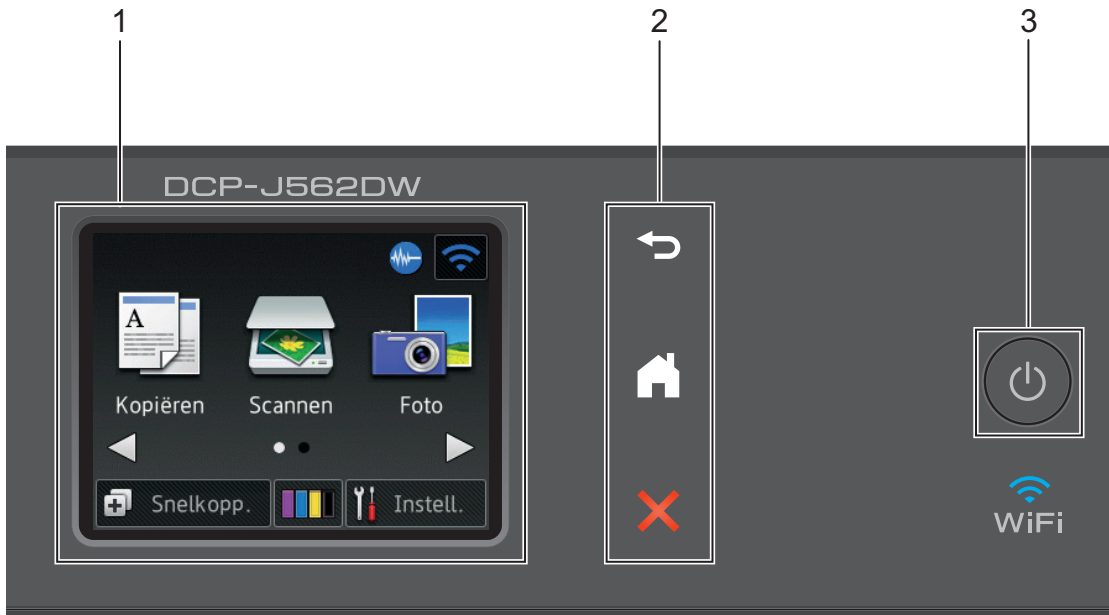 1 2 3
DCP-J562DW
A
Kopiëren Scannen Foto
Snelkopp. Instell.
WiFi